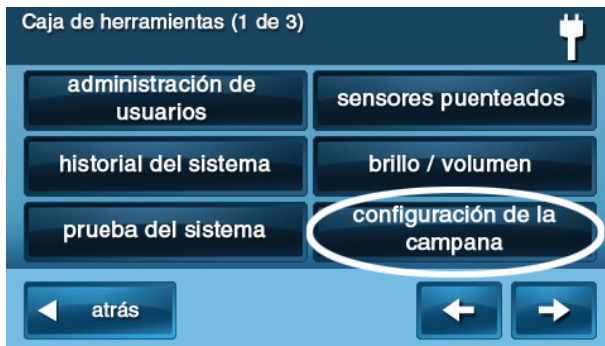 Caja de herramientas (1 de 3)
administración de
usuarios
sensores puenteados
historial del sistema
brillo / volumen
prueba del sistema
configuración de la
campana
atrás